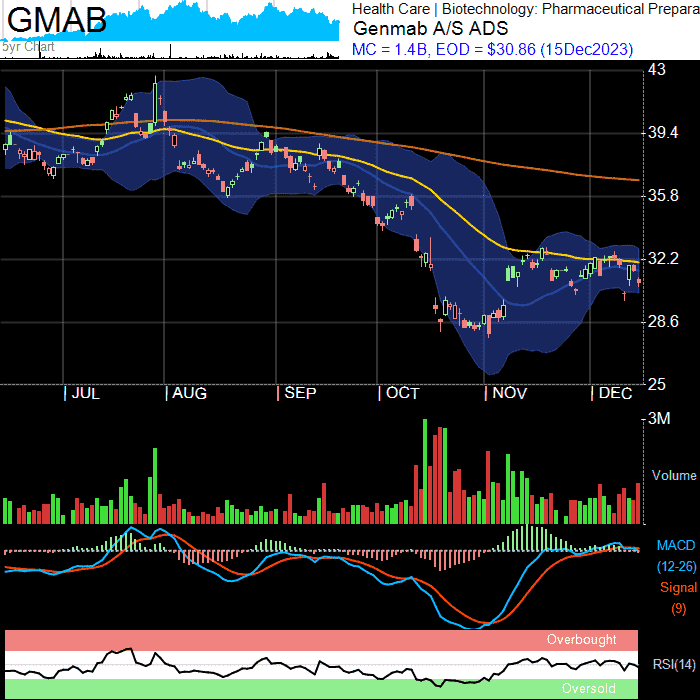 GMAB
5yr Chart
Health Care | Biotechnology: Pharmaceutical Prepara
Genmab A/S ADS
MC = 1.4B, EOD = $30.86 (15Dec2023)
43
39.4
35.8
32.2
28.6
25
JUL AUG SEP OCT NOV DEC
3M
Volume
MACD
(12-26)
Signal
(9)
Overbought
RSI(14)
Oversold